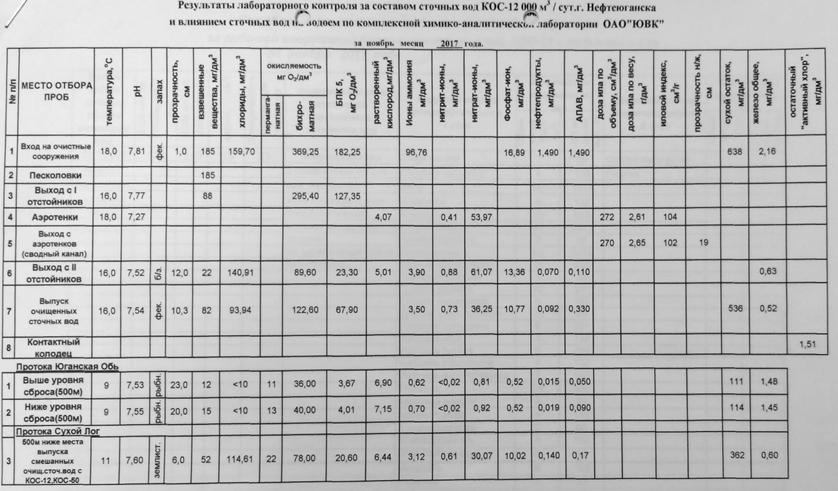 Результаты лабораторного контроля за составом сточных вод КОС-12 000 м³ / сут.г. Нефтеюганска
и влиянием сточных вод водоем по комплексной химико-аналитической лаборатории ОАО"ЮВК"
за ноябрь месяц 2017 года.
№ п/п | МЕСТО ОТБОРА ПРОБ | температура,°С | pH | запах | прозрачность, см | взвешенные вещества, мг/дм³ | хлориды, мг/дм³ | окисляемость мг О₂/дм³ | перманганатная | бихроматная | БПК 5, мг О₂/дм³ | растворенный кислород,мг/дм³ | Ионы аммония мг/дм³ | нитрит-ионы, мг/дм³ | нитрат-ионы, мг/дм³ | Фосфат-ион, мг/дм³ | нефтепродукты, мг/дм³ | АПАВ, мг/дм³ | доза ила по объему, см³/дм³ | доза ила по весу, г/дм³ | иловой индекс, см³/г | прозрачность н/ж, см | сухой остаток, мг/дм³ | железо общее, мг/дм³ | остаточный "активный хлор", мг/дм³
1 | Вход на очистные сооружения | 18,0 | 7,81 | фек. | 1,0 | 185 | 159,70 | 369,25 | 182,25 | 96,76 | 16,89 | 1,490 | 1,490 | 638 | 2,16
2 | Песколовки | 185
3 | Выход с I отстойников | 16,0 | 7,77 | 88 | 295,40 | 127,35
4 | Аэротенки | 18,0 | 7,27 | 4,07 | 0,41 | 53,97 | 272 | 2,61 | 104
5 | Выход с аэротенков (сводный канал) | 270 | 2,65 | 102 | 19
6 | Выход с II отстойников | 16,0 | 7,52 | б/з. | 12,0 | 22 | 140,91 | 89,60 | 23,30 | 5,01 | 3,90 | 0,88 | 61,07 | 13,36 | 0,070 | 0,110 | 0,63
7 | Выпуск очищенных сточных вод | 16,0 | 7,54 | фек. | 10,3 | 82 | 93,94 | 122,60 | 67,90 | 3,50 | 0,73 | 36,25 | 10,77 | 0,092 | 0,330 | 536 | 0,52
8 | Контактный колодец | 1,51
Протока Юганская Обь
1 | Выше уровня сброса(500м) | 9 | 7,53 | рыбн. | 23,0 | 12 | <10 | 11 | 36,00 | 3,67 | 6,90 | 0,62 | <0,02 | 0,81 | 0,52 | 0,015 | 0,050 | 111 | 1,48
2 | Ниже уровня сброса(500м) | 9 | 7,55 | рыбн. | 20,0 | 15 | <10 | 13 | 40,00 | 4,01 | 7,15 | 0,70 | <0,02 | 0,92 | 0,52 | 0,019 | 0,090 | 114 | 1,45
Протока Сухой Лог
3 | 500м ниже места выпуска смешанных очищ.сточ.вод с КОС-12,КОС-50 | 11 | 7,60 | землист. | 6,0 | 52 | 114,61 | 22 | 78,00 | 20,60 | 6,44 | 3,12 | 0,61 | 30,07 | 10,02 | 0,140 | 0,17 | 362 | 0,60